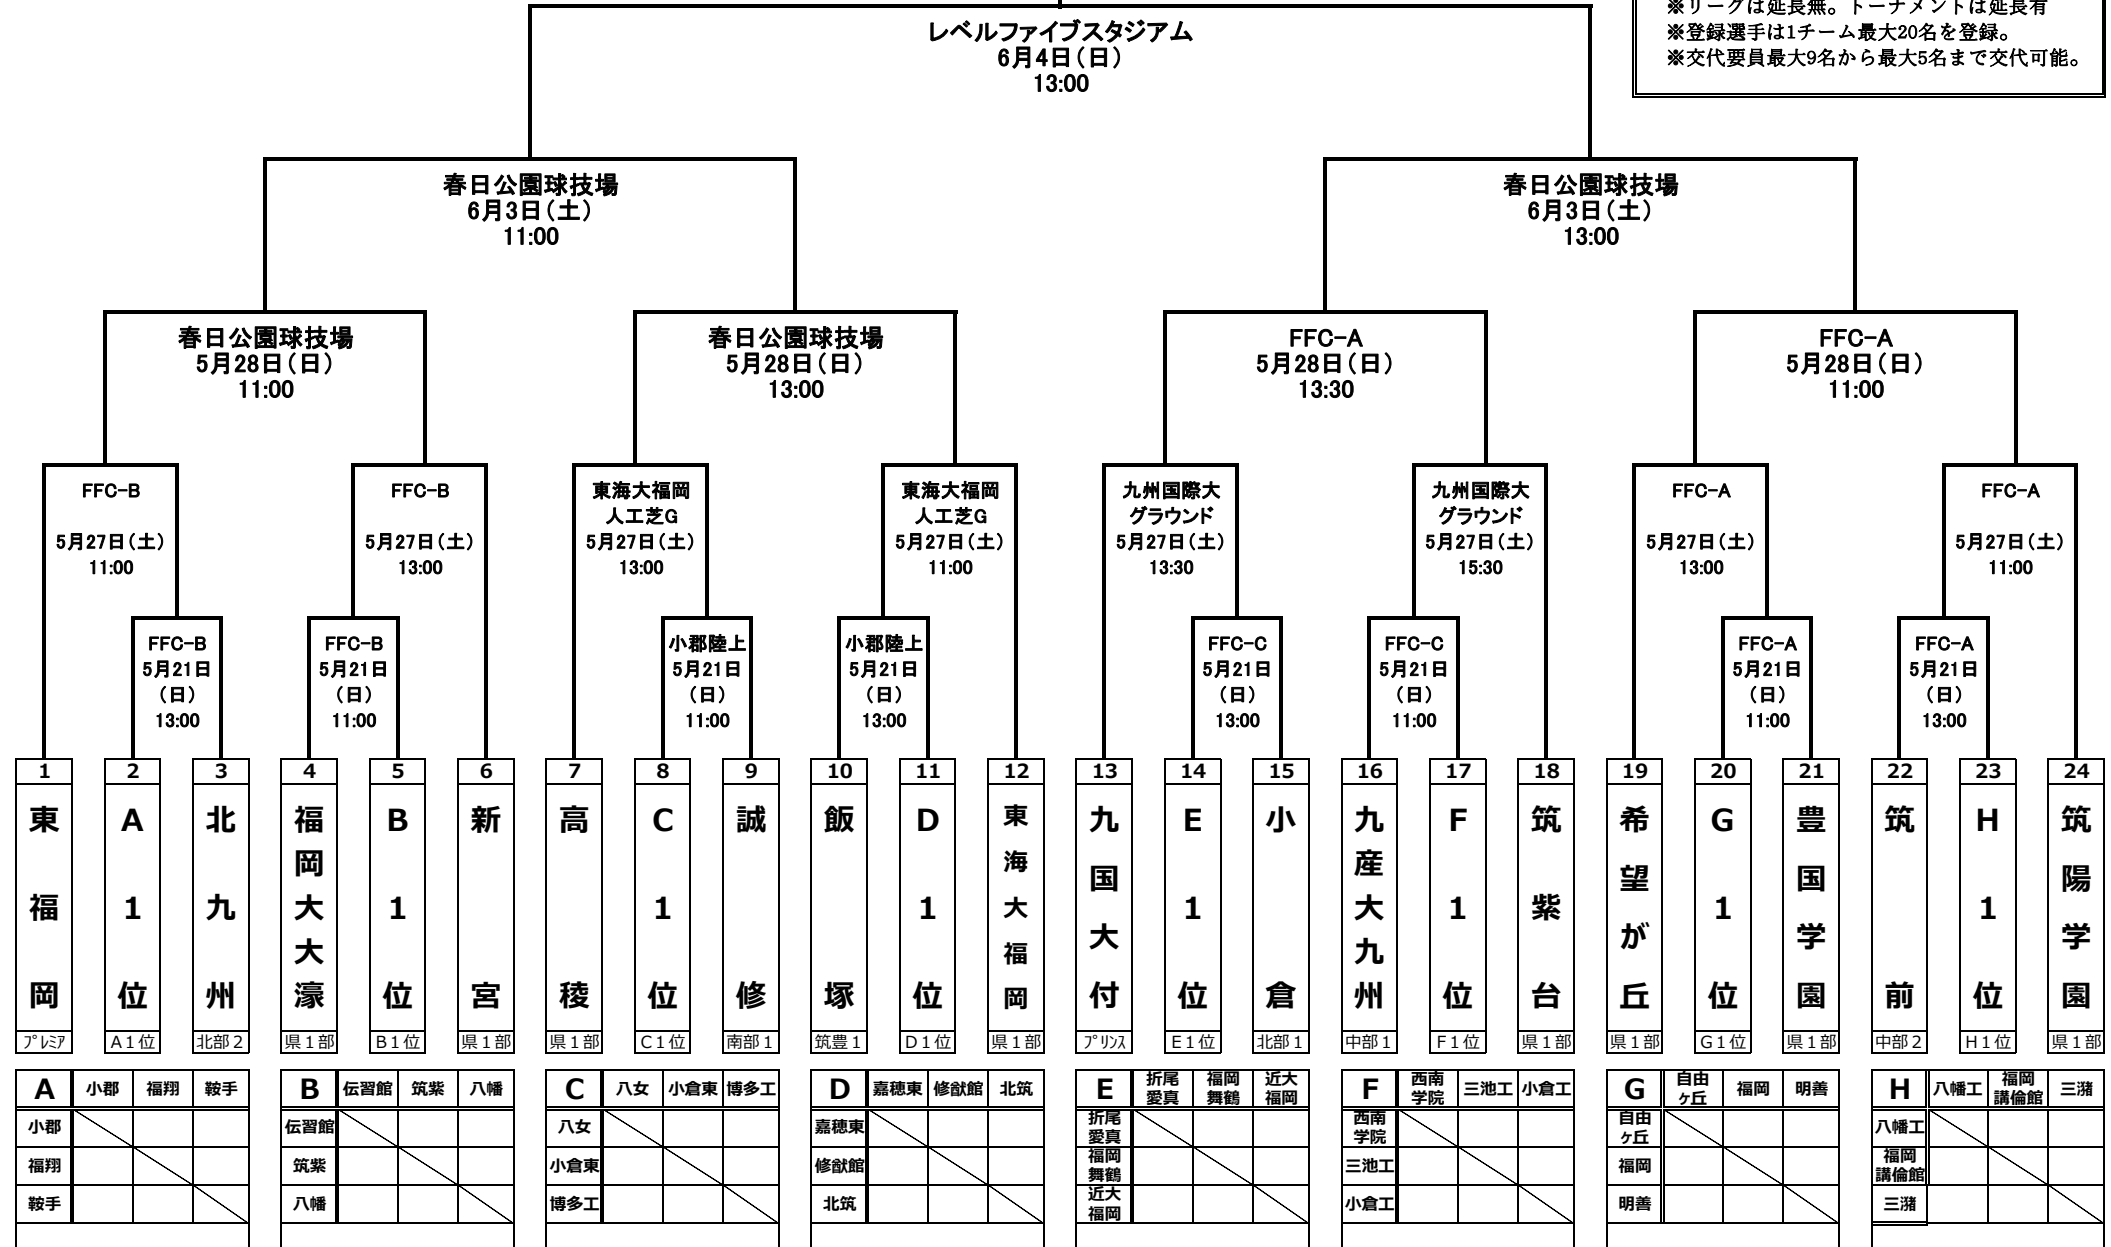 ※リーグは延長無。トーナメントは延長有
※登録選手は1チーム最大20名を登録。
※交代要員最大9名から最大5名まで交代可能。
レベルファイブスタジアム
6月4日（日）
13:00
春日公園球技場
6月3日（土）
11:00
春日公園球技場
6月3日（土）
13:00
春日公園球技場
5月28日（日）
11:00
春日公園球技場
5月28日（日）
13:00
FFC-A
5月28日（日）
13:30
FFC-A
5月28日（日）
11:00
FFC-B
5月27日（土）
11:00
FFC-B
5月27日（土）
13:00
東海大福岡
人工芝G
5月27日（土）
13:00
東海大福岡
人工芝G
5月27日（土）
11:00
九州国際大
グラウンド
5月27日（土）
13:30
九州国際大
グラウンド
5月27日（土）
15:30
FFC-A
5月27日（土）
13:00
FFC-A
5月27日（土）
11:00
FFC-B
5月21日
（日）
13:00
FFC-B
5月21日
（日）
11:00
小郡陸上
5月21日
（日）
11:00
小郡陸上
5月21日
（日）
13:00
FFC-C
5月21日
（日）
13:00
FFC-C
5月21日
（日）
11:00
FFC-A
5月21日
（日）
11:00
FFC-A
5月21日
（日）
13:00
1 2 3 4 5 6 7 8 9 10 11 12 13 14 15 16 17 18 19 20 21 22 23 24
東福岡
A1位
北九州
福岡大大濠
B1位
新宮
高稜
C1位
誠修
飯塚
D1位
東海大福岡
九国大付
E1位
小倉
九産大九州
F1位
筑紫台
希望が丘
G1位
豊国学園
筑前
H1位
筑陽学園
ﾌﾟﾚﾐｱ A1位 北部2 県1部 B1位 県1部 県1部 C1位 南部1 筑豊1 D1位 県1部 ﾌﾟﾘﾝｽ E1位 北部1 中部1 F1位 県1部 県1部 G1位 県1部 中部2 H1位 県1部
A 小郡 福翔 鞍手
小郡
福翔
鞍手
B 伝習館 筑紫 八幡
伝習館
筑紫
八幡
C 八女 小倉東 博多工
八女
小倉東
博多工
D 嘉穂東 修猷館 北筑
嘉穂東
修猷館
北筑
E 折尾愛真 福岡舞鶴 近大福岡
折尾
愛真
福岡
舞鶴
近大
福岡
F 西南学院 三池工 小倉工
西南
学院
三池工
小倉工
G 自由ヶ丘 福岡 明善
自由
ヶ丘
福岡
明善
H 八幡工 福岡講倫館 三潴
八幡工
福岡
講倫館
三潴